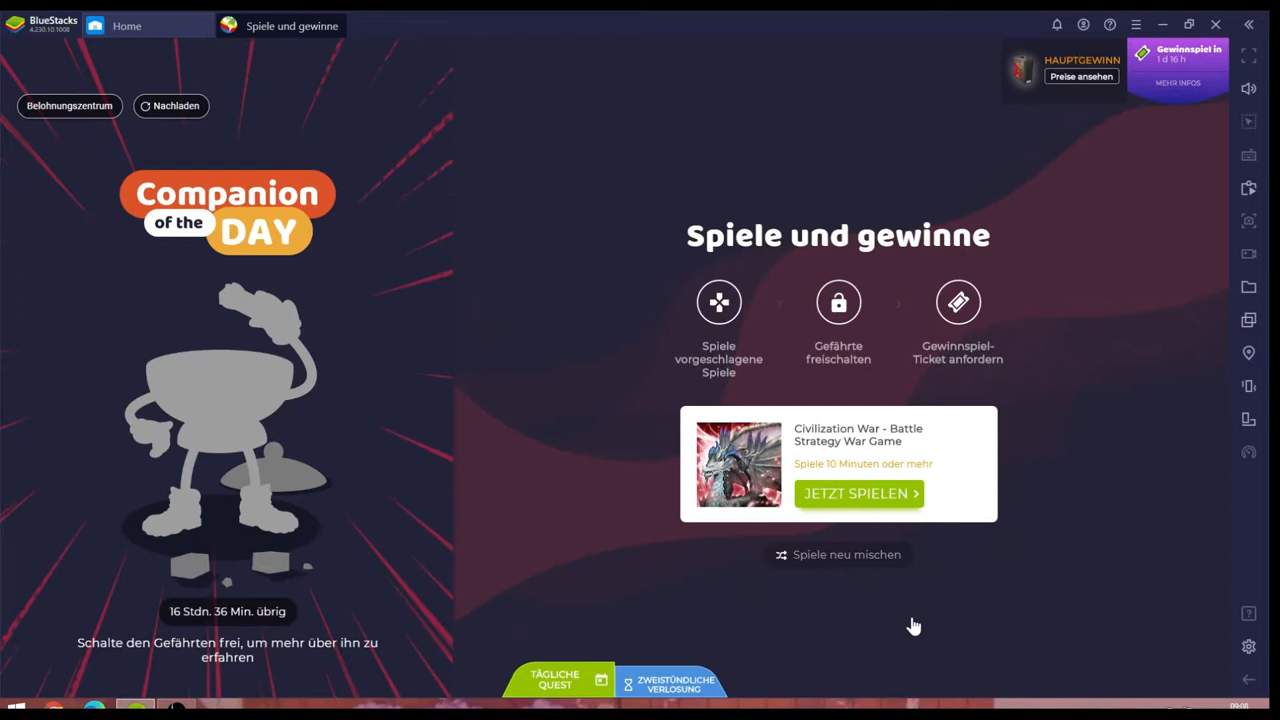 BlueStacks
4.230.10.1008
Home
Spiele und gewinne
HAUPTGEWINN
Preise ansehen
Gewinnspiel in
1 d 16 h
MEHR INFOS
Belohnungszentrum
Nachladen
Companion
of the
DAY
16 Stdn. 36 Min. übrig
Schalte den Gefährten frei, um mehr über ihn zu
erfahren
Spiele und gewinne
Spiele
vorgeschlagene
Spiele
Gefährte
freischalten
Gewinnspiel-
Ticket anfordern
Civilization War - Battle
Strategy War Game
Spiele 10 Minuten oder mehr
JETZT SPIELEN
Spiele neu mischen
TÄGLICHE
QUEST
ZWEISTÜNDLICHE
VERLOSUNG
09:08